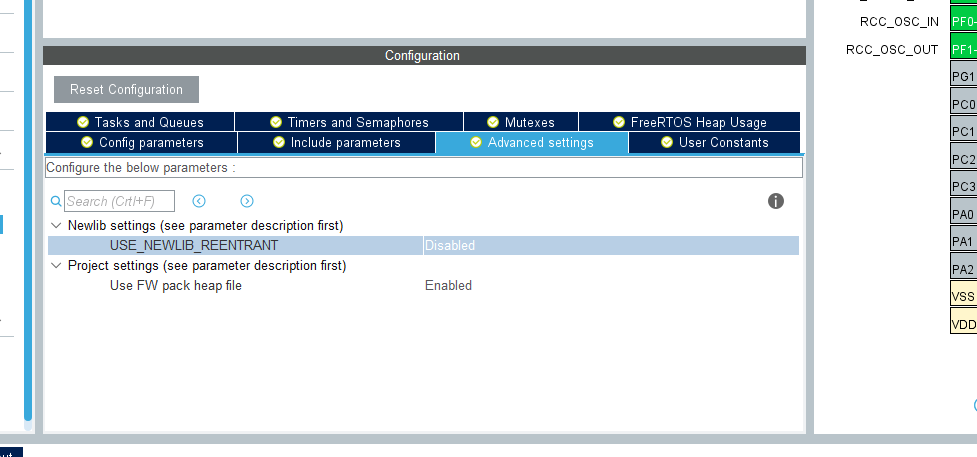 RCC_OSC_IN
PF0-
Configuration
RCC_OSC_OUT
PF1-
PG1
Reset Configuration
PC0
Tasks and Queues
Timers and Semaphores
Mutexes
FreeRTOS Heap Usage
PC1
Config parameters
Include parameters
Advanced settings
User Constants
PC2
Configure the below parameters :
PC3
Search (Crtl+F)
PA0
Newlib settings (see parameter description first)
USE_NEWLIB_REENTRANT
Disabled
PA1
Project settings (see parameter description first)
PA2
Use FW pack heap file
Enabled
VSS
VDD